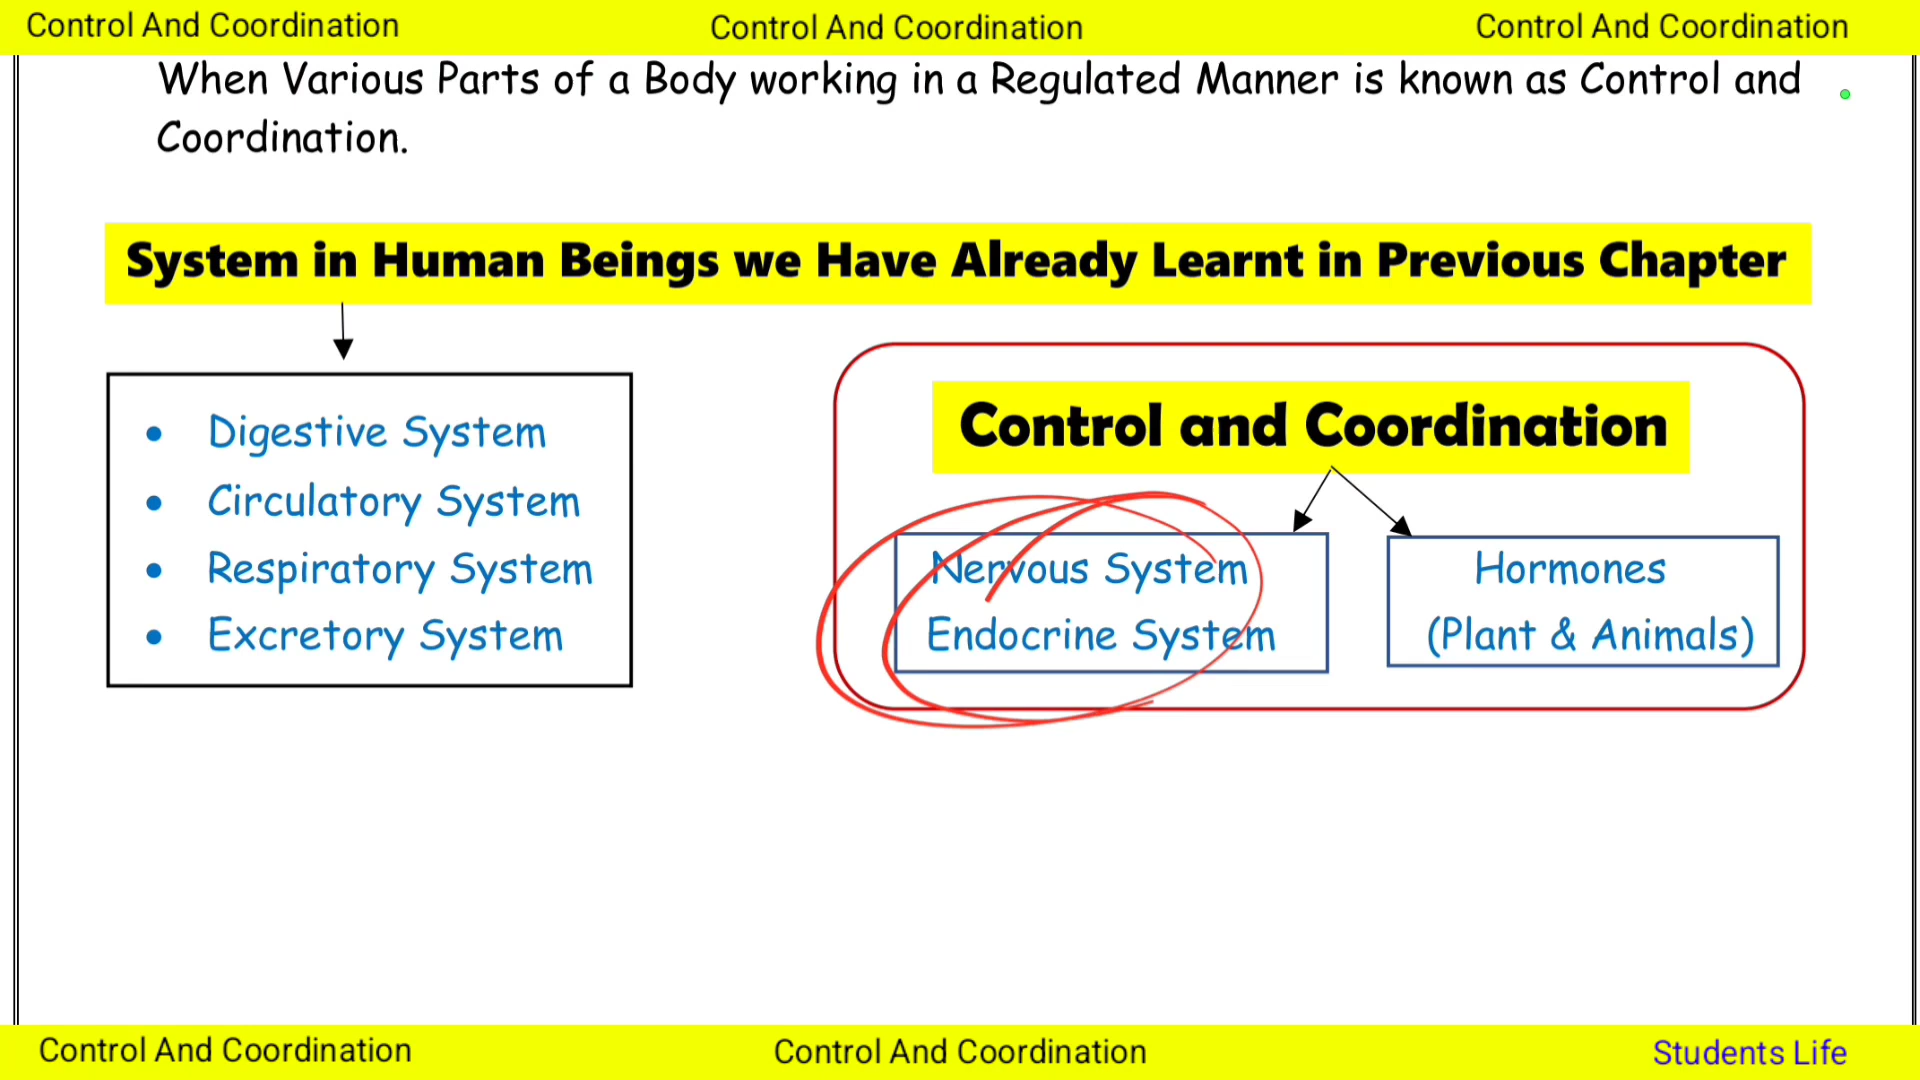 Control And Coordination
Control And Coordination
Control And Coordination
When Various Parts of a Body working in a Regulated Manner is known as Control and
Coordination.
System in Human Beings we Have Already Learnt in Previous Chapter
• Digestive System
• Circulatory System
• Respiratory System
• Excretory System
Control and Coordination
Nervous System
Endocrine System
Hormones
(Plant & Animals)
Control And Coordination
Control And Coordination
Students Life